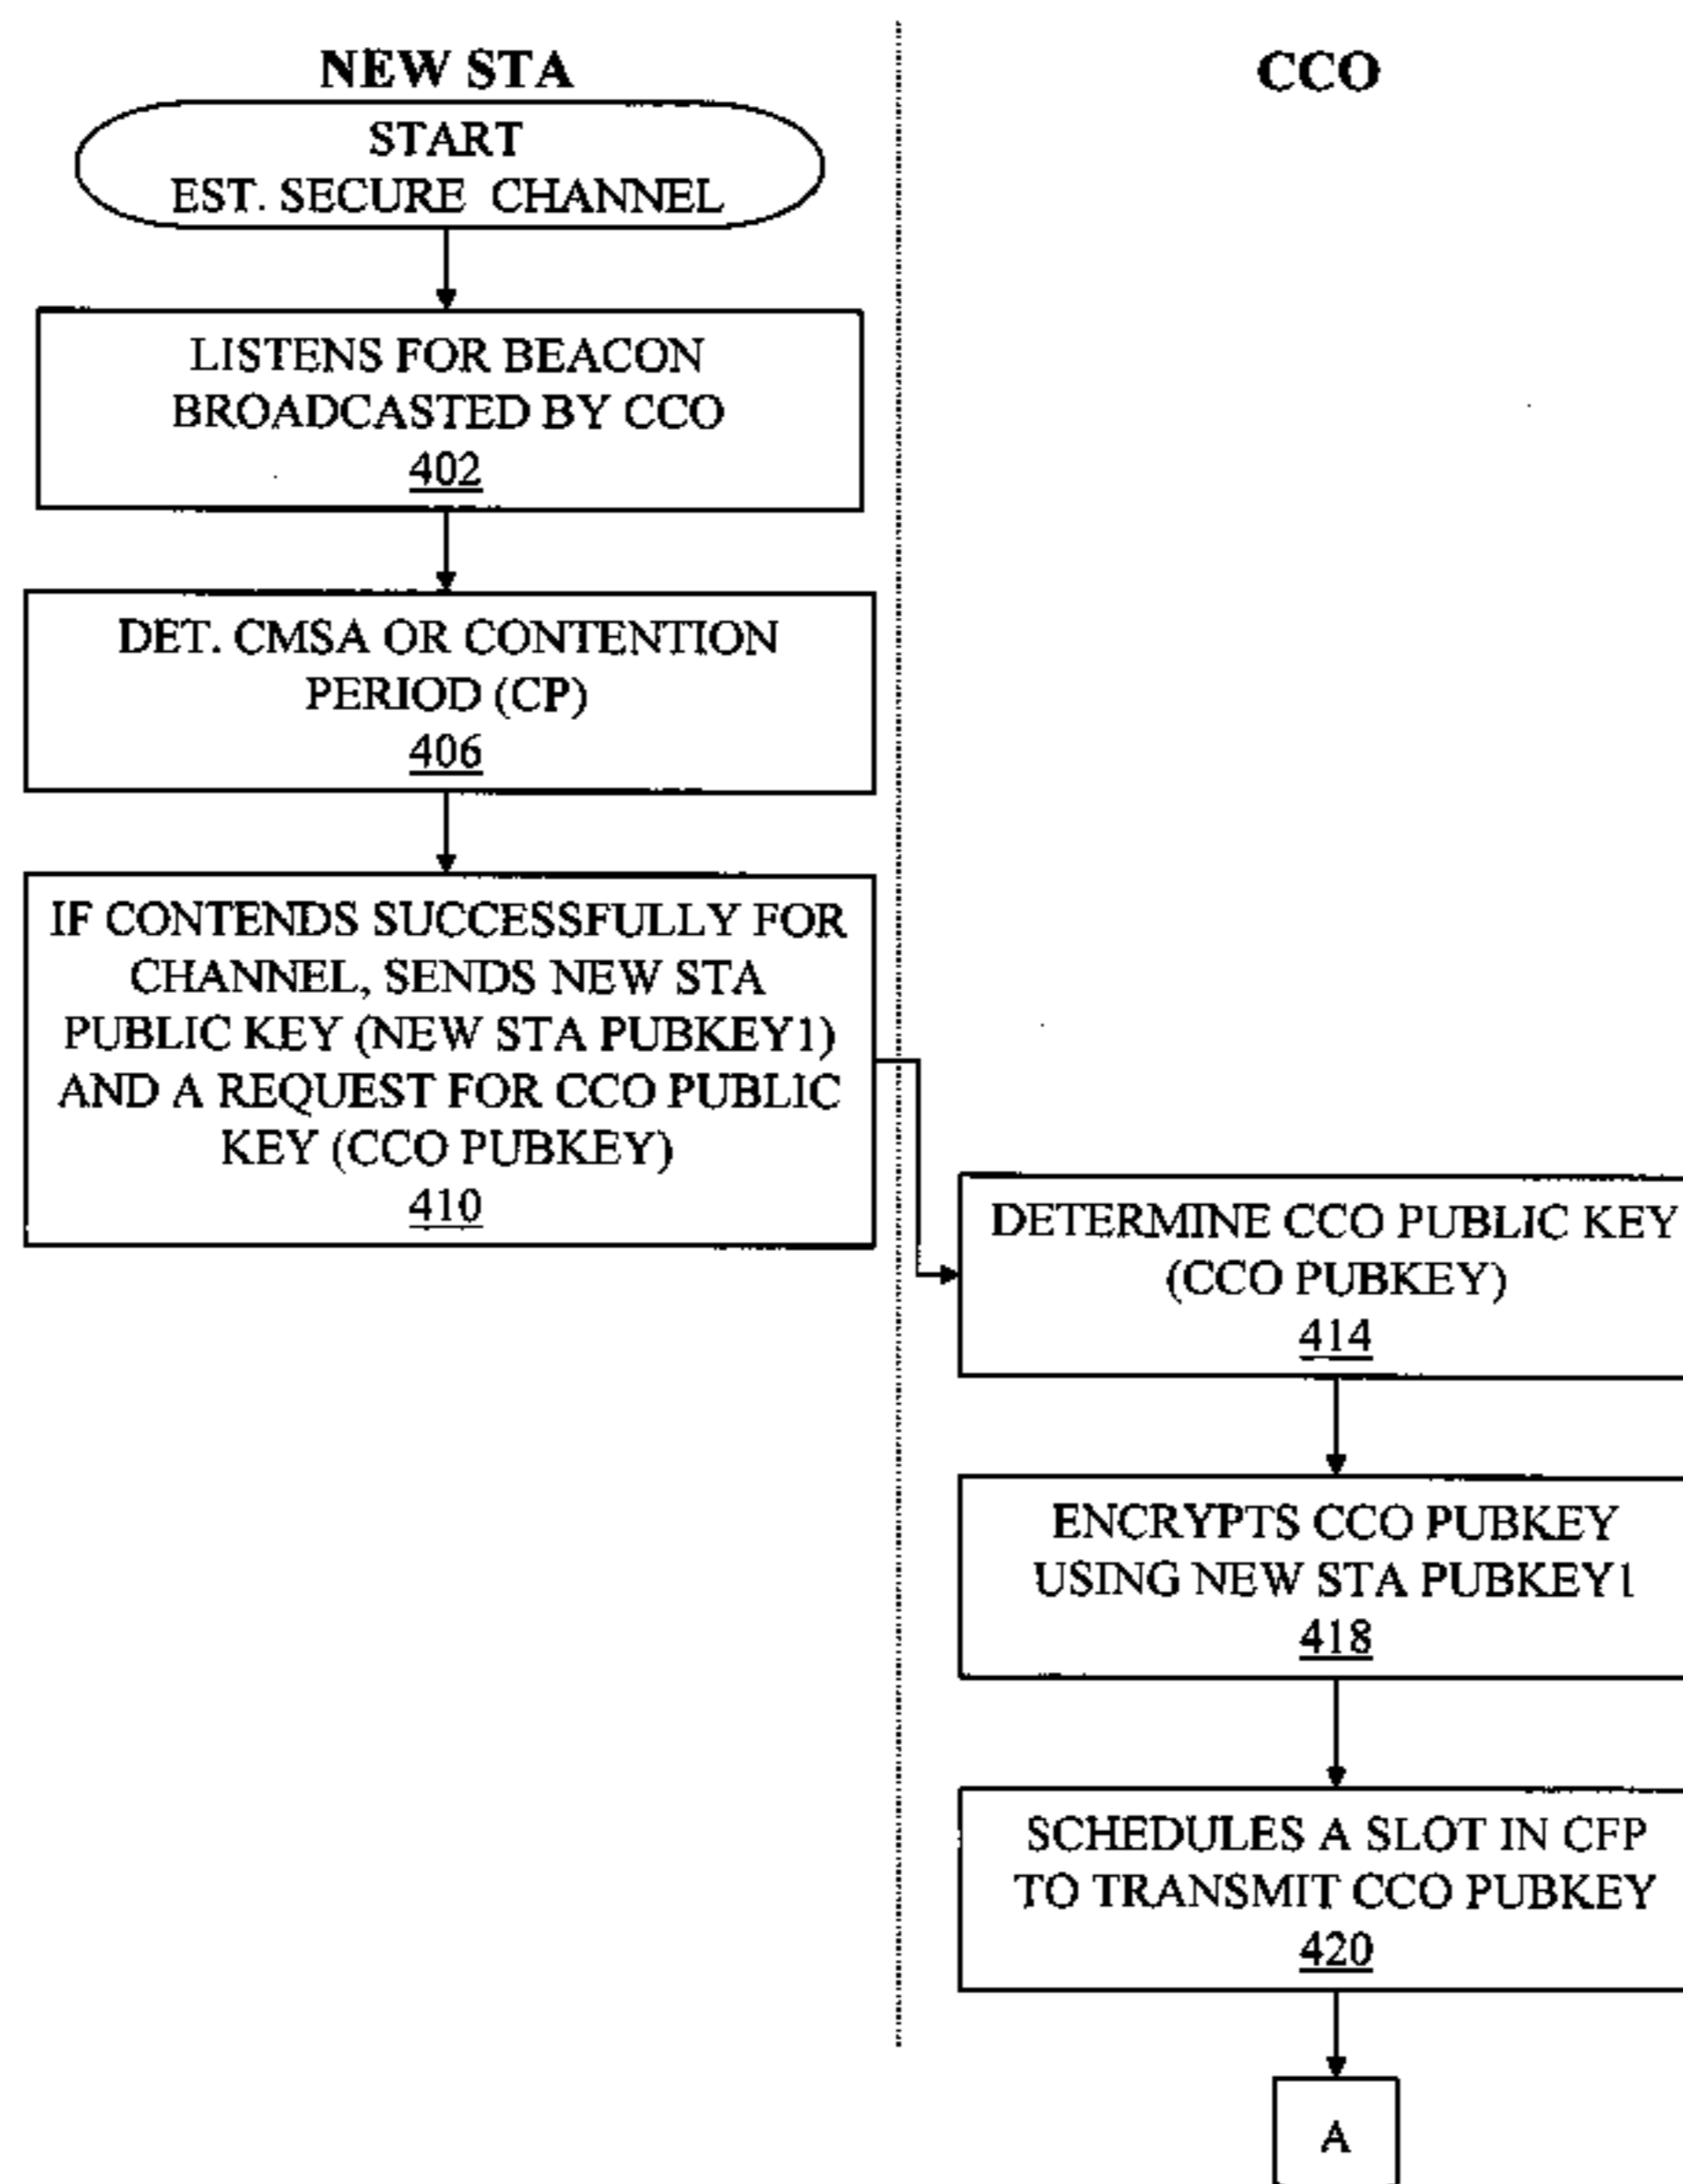 NEW STA
CCO
START
EST. SECURE CHANNEL
LISTENS FOR BEACON
BROADCASTED BY CCO
402
DET. CMSA OR CONTENTION
PERIOD (CP)
406
IF CONTENDS SUCCESSFULLY FOR
CHANNEL, SENDS NEW STA
PUBLIC KEY (NEW STA PUBKEY1)
AND A REQUEST FOR CCO PUBLIC
KEY (CCO PUBKEY)
410
DETERMINE CCO PUBLIC KEY
(CCO PUBKEY)
414
ENCRYPTS CCO PUBKEY
USING NEW STA PUBKEY1
418
SCHEDULES A SLOT IN CFP
TO TRANSMIT CCO PUBKEY
420
A